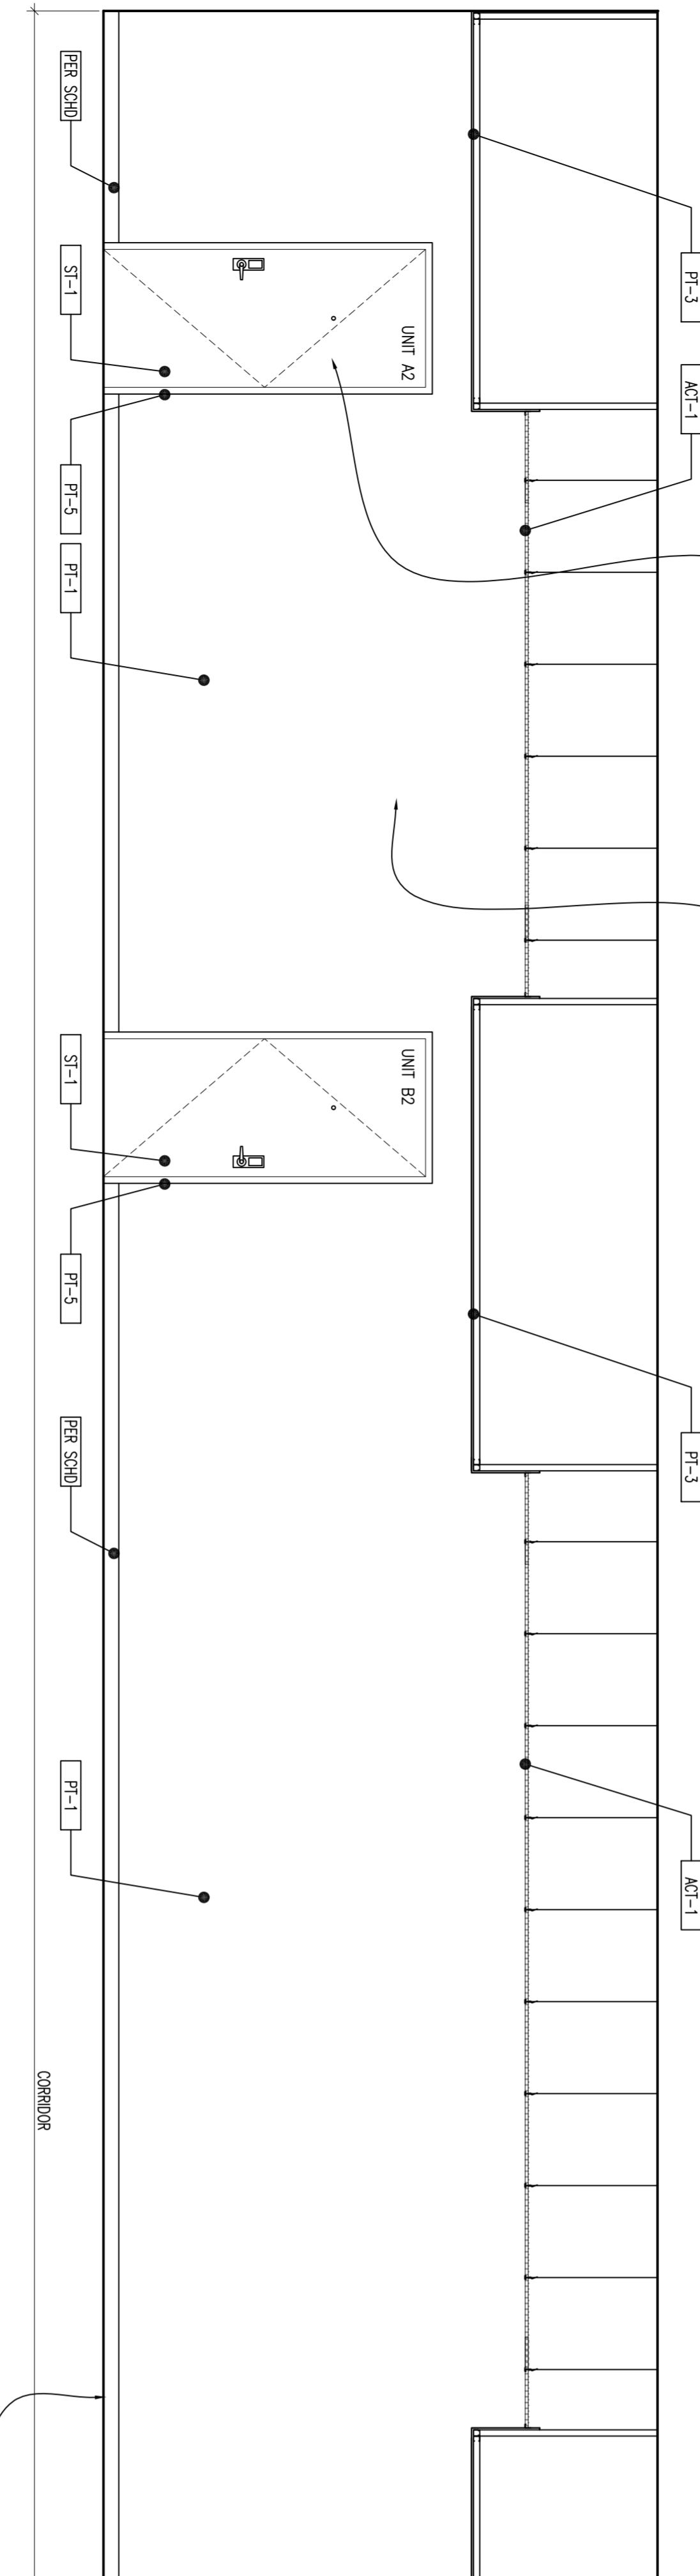 PT-3
ACT-1
PT-3
ACT-1
UNIT A2
UNIT B2
PER SCHD
ST-1
PT-5
PT-1
ST-1
PT-5
PER SCHD
PT-1
CORRIDOR